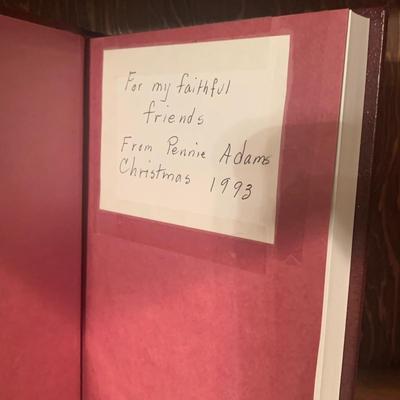 For my faithful
friends
From Pennie Adams
Christmas 1993